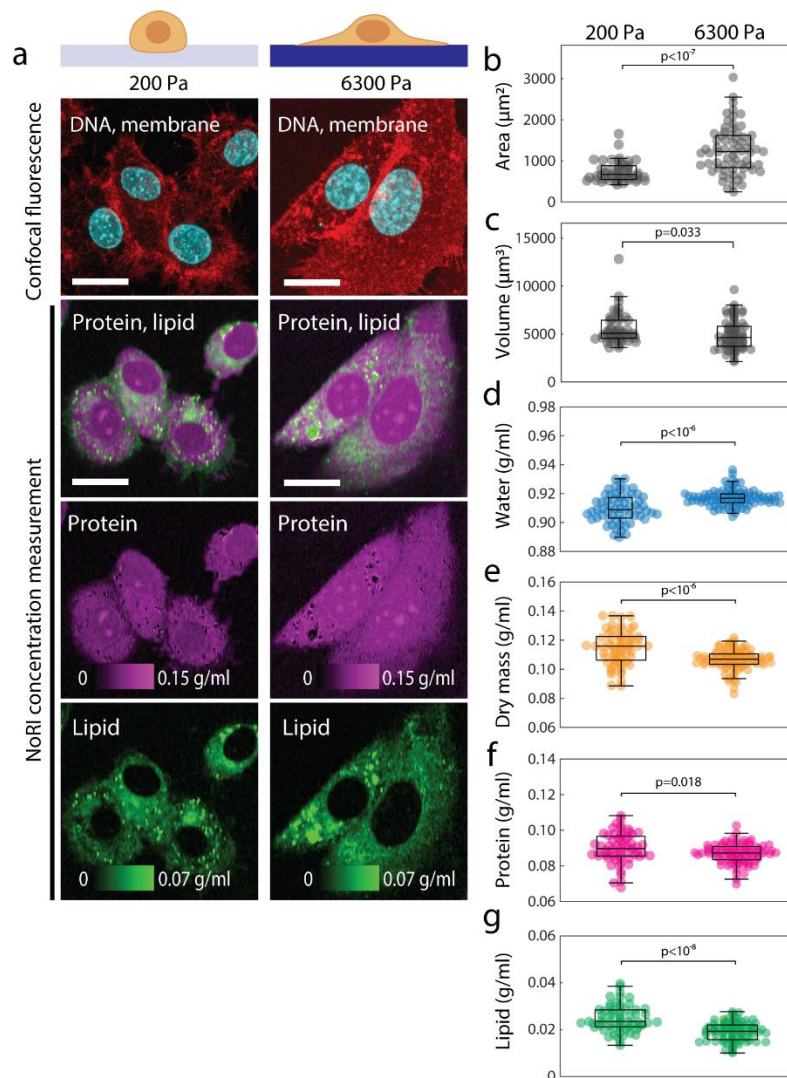 a
200 Pa
6300 Pa
Confocal fluorescence
DNA, membrane
DNA, membrane
NoRI concentration measurement
Protein, lipid
Protein, lipid
Protein
Protein
0 0.15 g/ml
0 0.15 g/ml
Lipid
Lipid
0 0.07 g/ml
0 0.07 g/ml
200 Pa 6300 Pa
b
p<10⁻⁷
Area (µm²)
3000
2000
1000
0
c
p=0.033
Volume (µm³)
15000
10000
5000
0
d
p<10⁻⁶
Water (g/ml)
0.98
0.96
0.94
0.92
0.90
0.88
e
p<10⁻⁶
Dry mass (g/ml)
0.16
0.14
0.12
0.10
0.08
0.06
f
p=0.018
Protein (g/ml)
0.14
0.12
0.10
0.08
0.06
g
p<10⁻⁸
Lipid (g/ml)
0.06
0.04
0.02
0